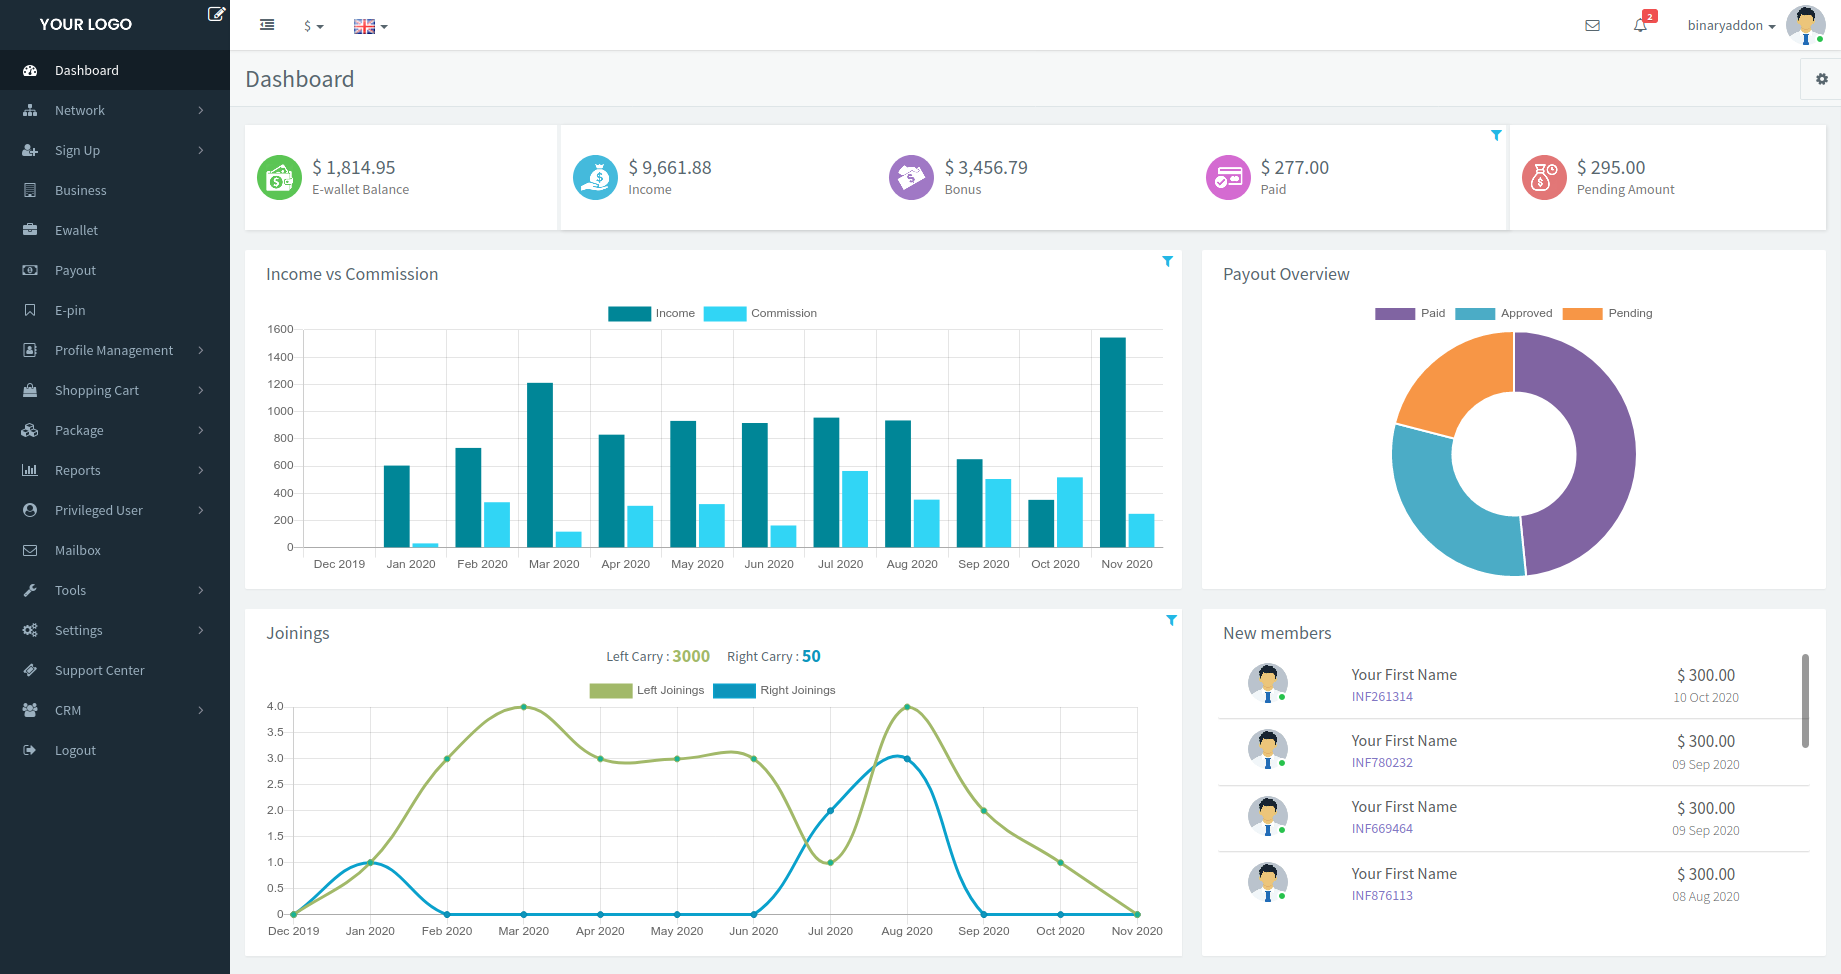 YOUR LOGO
Dashboard
Network
Sign Up
Business
Ewallet
Payout
E-pin
Profile Management
Shopping Cart
Package
Reports
Privileged User
Mailbox
Tools
Settings
Support Center
CRM
Logout
$
2
binaryaddon
Dashboard
$ 1,814.95
E-wallet Balance
$ 9,661.88
Income
$ 3,456.79
Bonus
$ 277.00
Paid
$ 295.00
Pending Amount
Income vs Commission
Income Commission
1600
1400
1200
1000
800
600
400
200
0
Dec 2019 Jan 2020 Feb 2020 Mar 2020 Apr 2020 May 2020 Jun 2020 Jul 2020 Aug 2020 Sep 2020 Oct 2020 Nov 2020
Payout Overview
Paid Approved Pending
Joinings
Left Carry : 3000 Right Carry : 50
Left Joinings Right Joinings
4.0
3.5
3.0
2.5
2.0
1.5
1.0
0.5
0
Dec 2019 Jan 2020 Feb 2020 Mar 2020 Apr 2020 May 2020 Jun 2020 Jul 2020 Aug 2020 Sep 2020 Oct 2020 Nov 2020
New members
Your First Name $ 300.00
INF261314 10 Oct 2020
Your First Name $ 300.00
INF780232 09 Sep 2020
Your First Name $ 300.00
INF669464 09 Sep 2020
Your First Name $ 300.00
INF876113 08 Aug 2020